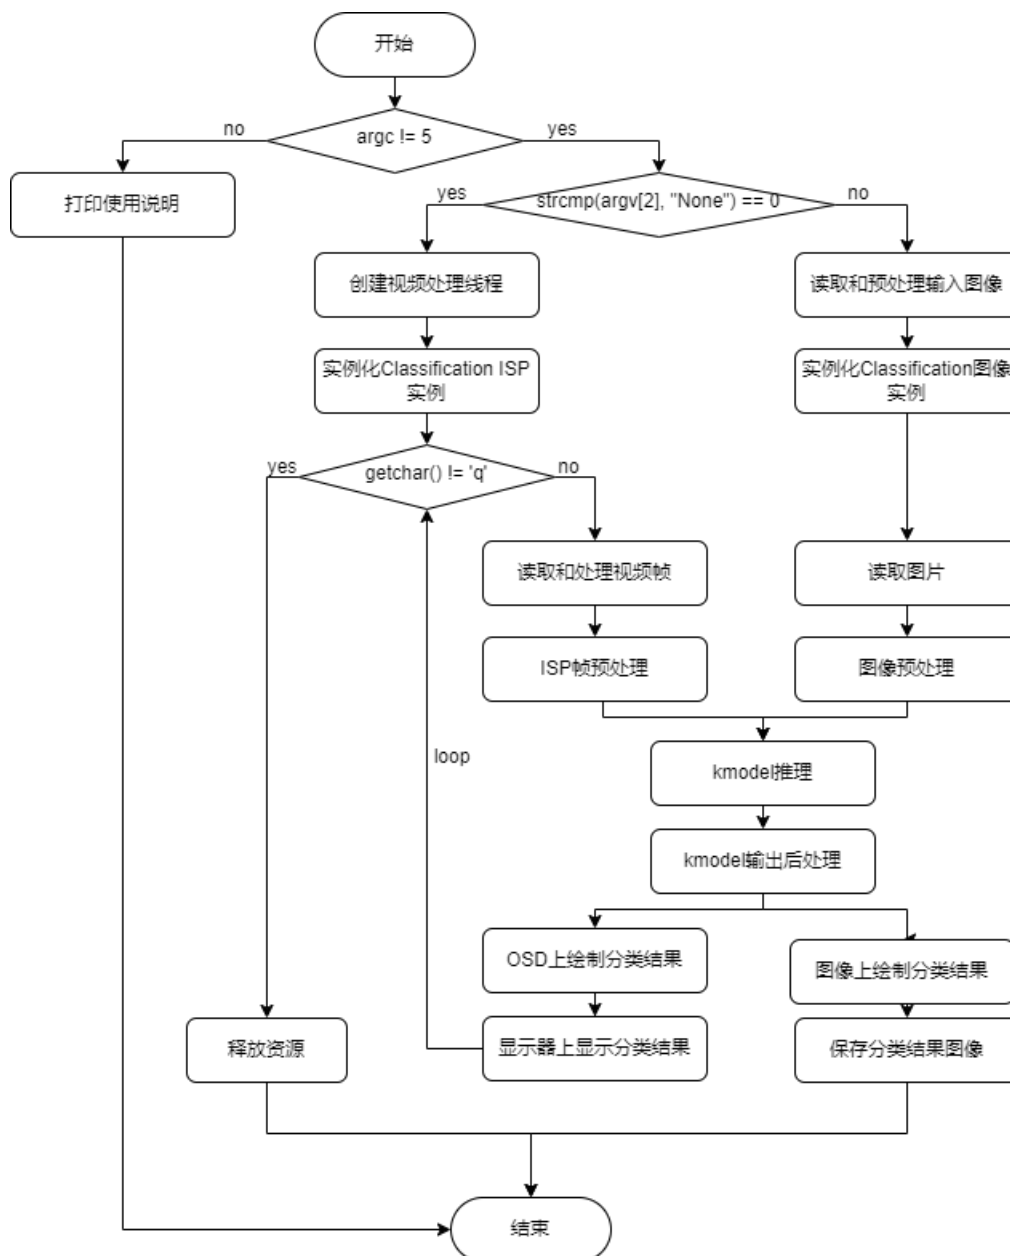 开始
argc != 5
no
yes
打印使用说明
strcmp(argv[2], "None") == 0
yes
no
创建视频处理线程
读取和预处理输入图像
实例化Classification ISP
实例
实例化Classification图像
实例
getchar() != 'q'
yes
no
读取和处理视频帧
读取图片
ISP帧预处理
图像预处理
loop
kmodel推理
kmodel输出后处理
OSD上绘制分类结果
图像上绘制分类结果
释放资源
显示器上显示分类结果
保存分类结果图像
结束